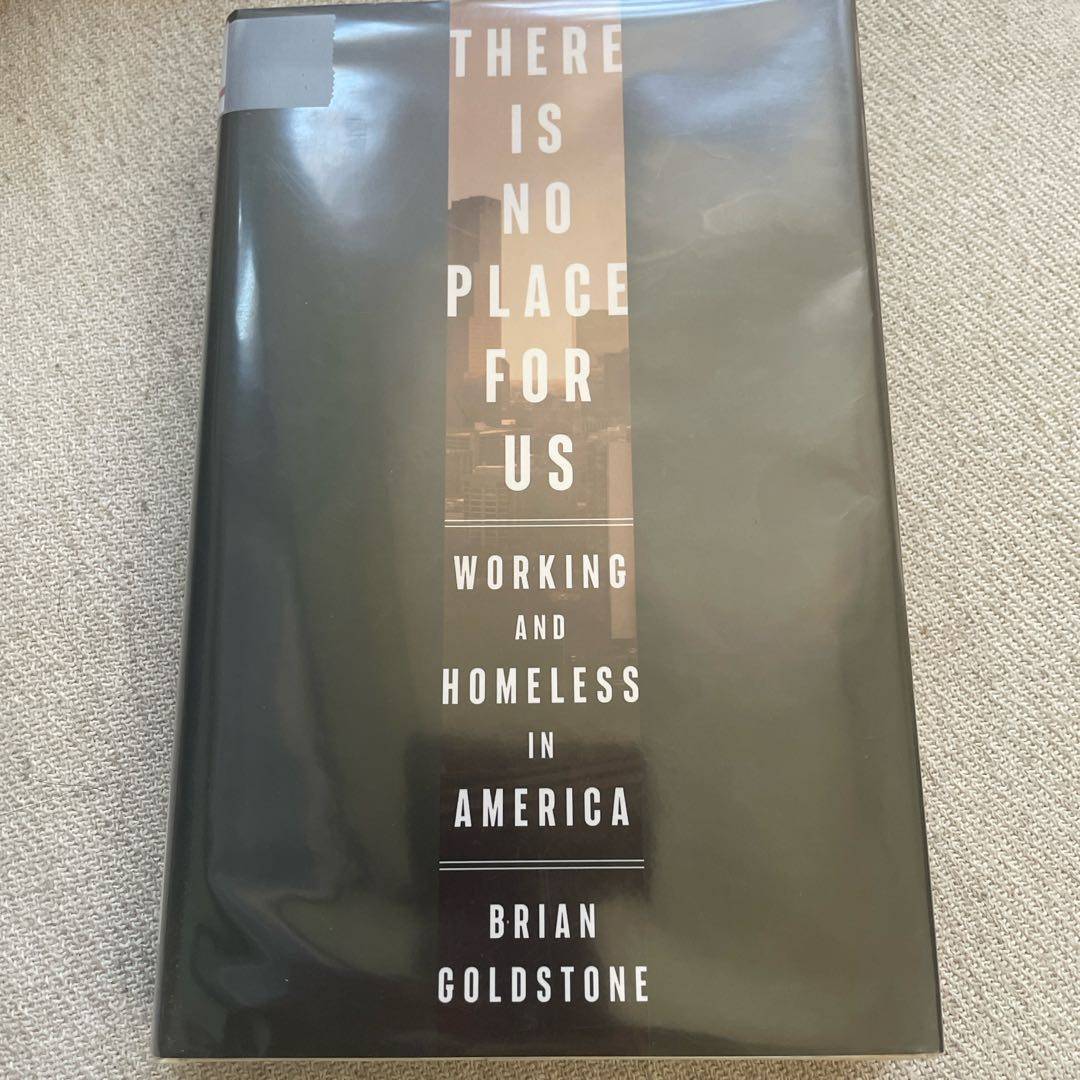 THERE
IS
NO
PLACE
FOR
US
WORKING
AND
HOMELESS
IN
AMERICA
BRIAN
GOLDSTONE